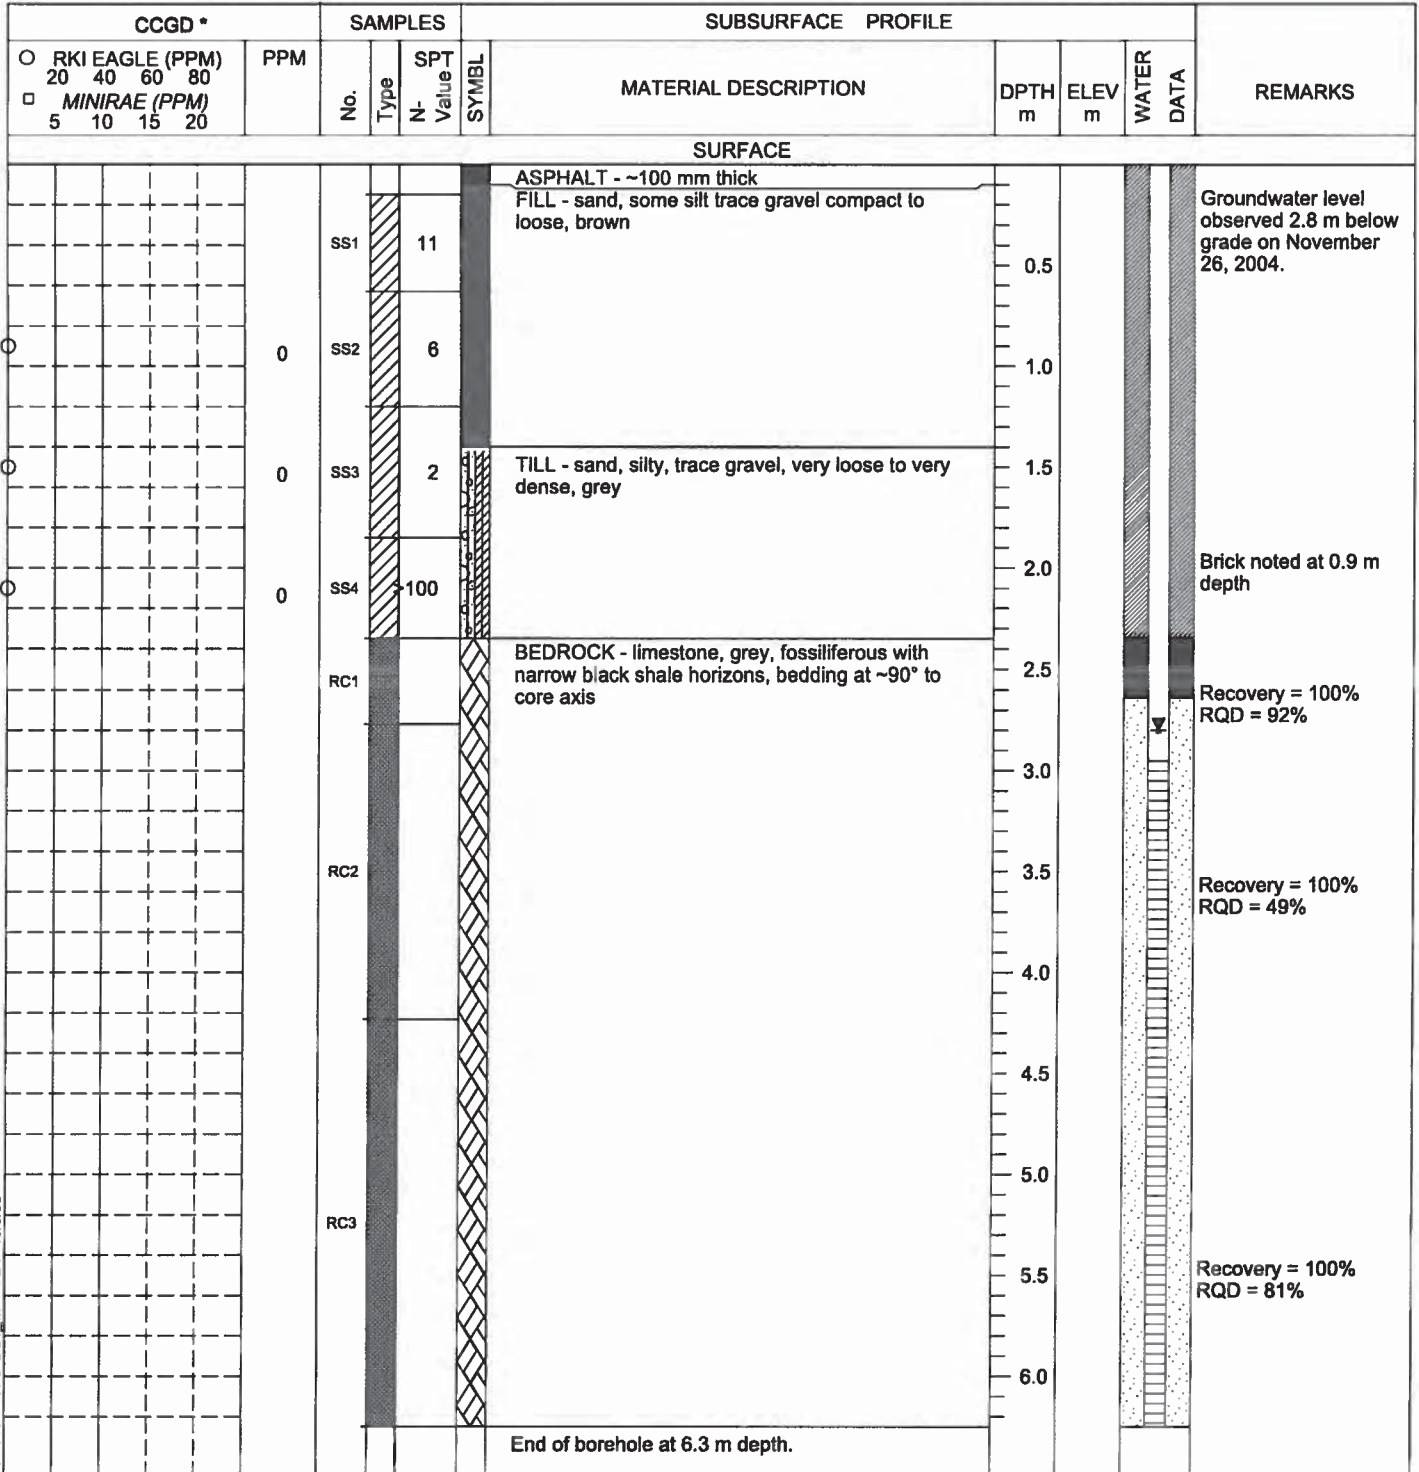 CCGD *
SAMPLES
SUBSURFACE PROFILE
RKI EAGLE (PPM)
20 40 60 80
MINIRAE (PPM)
5 10 15 20
PPM
No.
Type
SPT
N-
Value
SYMBL
MATERIAL DESCRIPTION
DPTH
m
ELEV
m
WATER
DATA
REMARKS
SURFACE
ASPHALT - ~100 mm thick
FILL - sand, some silt trace gravel compact to
loose, brown
Groundwater level
observed 2.8 m below
grade on November
26, 2004.
SS1
11
0.5
0
SS2
6
1.0
0
SS3
2
TILL - sand, silty, trace gravel, very loose to very
dense, grey
1.5
0
SS4
>100
2.0
Brick noted at 0.9 m
depth
RC1
BEDROCK - limestone, grey, fossiliferous with
narrow black shale horizons, bedding at ~90° to
core axis
2.5
Recovery = 100%
RQD = 92%
3.0
RC2
3.5
Recovery = 100%
RQD = 49%
4.0
4.5
5.0
RC3
5.5
Recovery = 100%
RQD = 81%
6.0
End of borehole at 6.3 m depth.